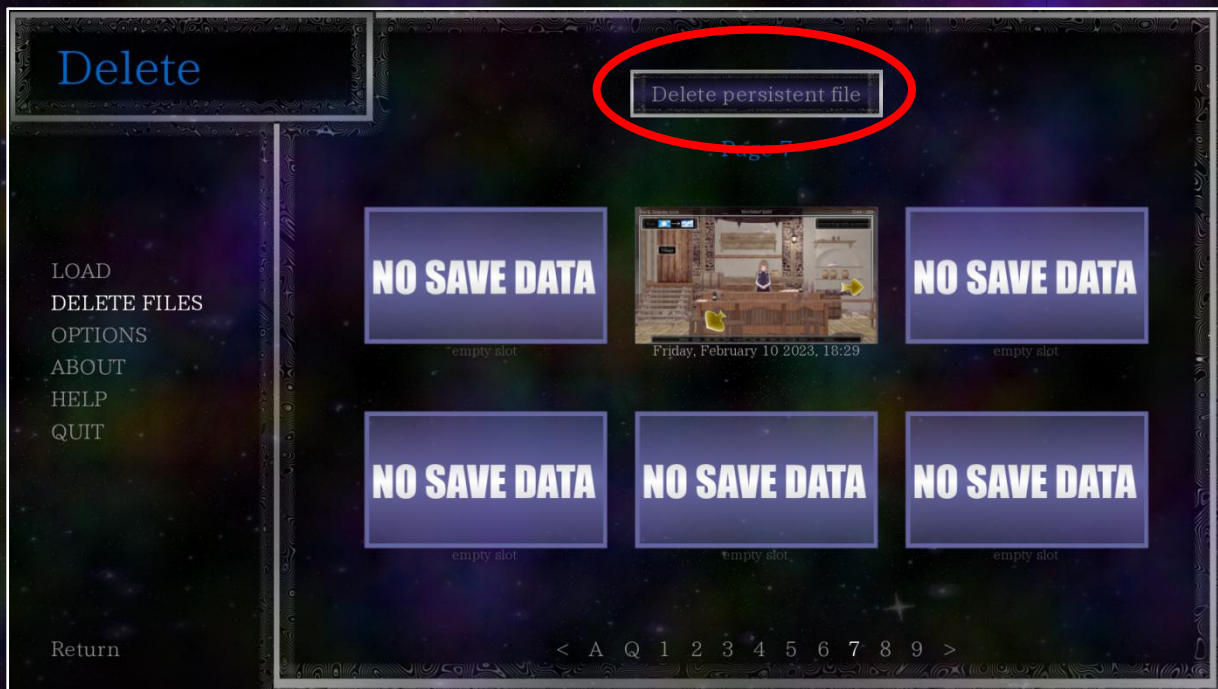 Delete
Delete persistent file
Page 7
LOAD
DELETE FILES
OPTIONS
ABOUT
HELP
QUIT
NO SAVE DATA
NO SAVE DATA
empty slot
Friday, February 10 2023, 18:29
empty slot
NO SAVE DATA
NO SAVE DATA
NO SAVE DATA
empty slot
empty slot
empty slot
Return
< A Q 1 2 3 4 5 6 7 8 9 >